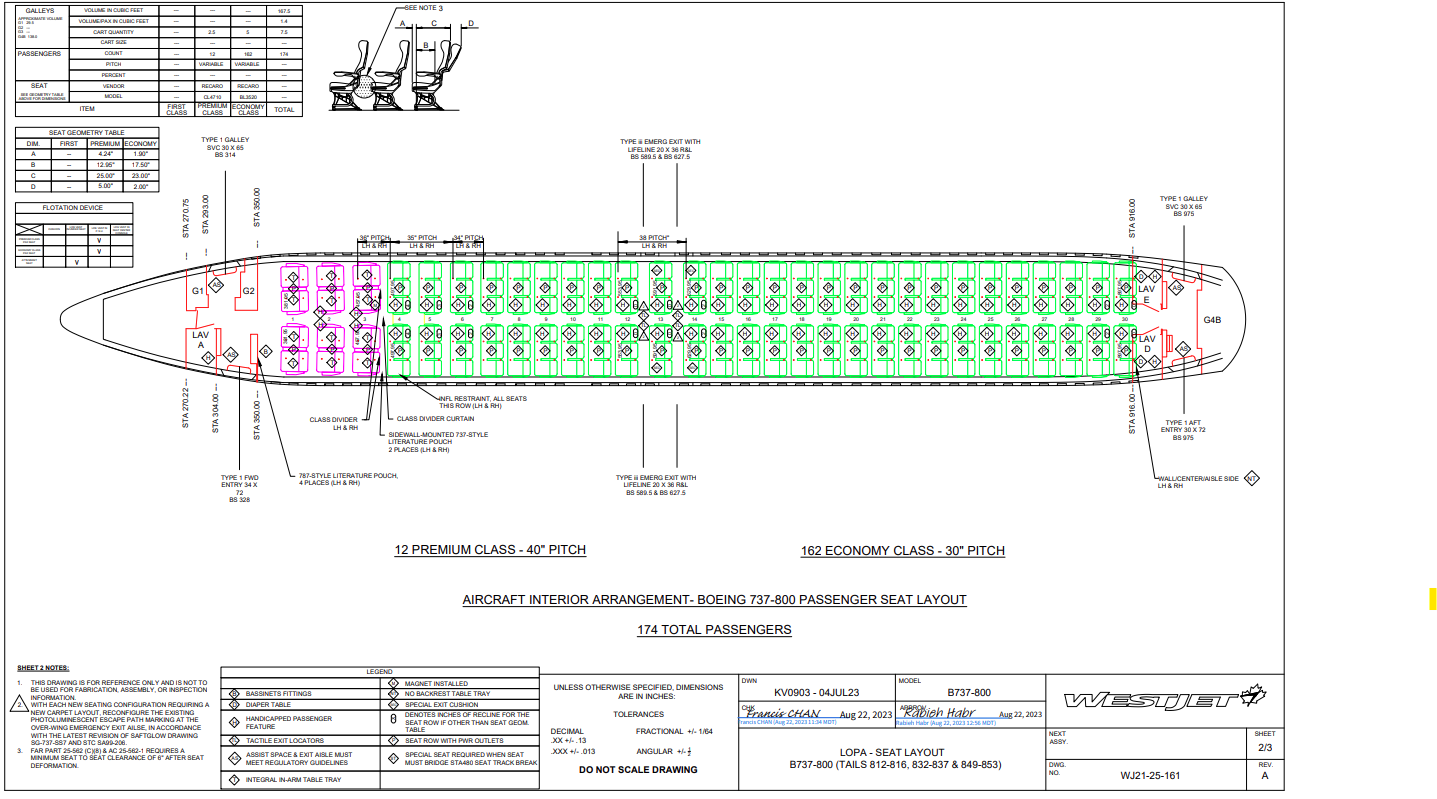 GALLEYS
VOLUME IN CUBIC FEET — — — 167.5
APPROXIMATE VOLUME
VOLUME/PAX IN CUBIC FEET — — — 1.4
CART QUANTITY — 2.5 5 7.5
CART SIZE — — — —
PASSENGERS
COUNT — 12 162 174
PITCH — VARIABLE VARIABLE —
PERCENT — — — —
SEAT
SEE GEOMETRY TABLE
ABOVE FOR DIMENSIONS
VENDOR — RECARO RECARO —
MODEL — CL4710 BL3520 —
ITEM FIRST CLASS PREMIUM CLASS ECONOMY CLASS TOTAL
SEE NOTE 3
A C D
B
SEAT GEOMETRY TABLE
DIM. FIRST PREMIUM ECONOMY
A -- 4.24" 1.90"
B -- 12.95" 17.50"
C -- 25.00" 23.00"
D -- 5.00" 2.00"
FLOTATION DEVICE
V
V
V
TYPE 1 GALLEY
SVC 30 X 65
BS 314
TYPE iii EMERG EXIT WITH
LIFELINE 20 X 36 R&L
BS 589.5 & BS 627.5
TYPE 1 GALLEY
SVC 30 X 65
BS 975
STA 270.75
STA 293.00
STA 350.00
STA 916.00
36" PITCH
LH & RH
35" PITCH
LH & RH
34" PITCH
LH & RH
38 PITCH"
LH & RH
G1
G2
LAV
A
LAV
E
LAV
D
G4B
1 2 3 4 5 6 7 8 9 10 11 12 13 14 15 16 17 18 19 20 21 22 23 24 25 26 27 28 29 30
STA 270.22
STA 304.00
STA 350.00
STA 916.00
INFL RESTRAINT, ALL SEATS
THIS ROW (LH & RH)
CLASS DIVIDER
LH & RH
CLASS DIVIDER CURTAIN
SIDEWALL-MOUNTED 737-STYLE
LITERATURE POUCH
2 PLACES (LH & RH)
787-STYLE LITERATURE POUCH,
4 PLACES (LH & RH)
TYPE 1 FWD
ENTRY 34 X
72
BS 328
TYPE iii EMERG EXIT WITH
LIFELINE 20 X 36 R&L
BS 589.5 & BS 627.5
TYPE 1 AFT
ENTRY 30 X 72
BS 975
WALL/CENTER/AISLE SIDE
LH & RH
NT
12 PREMIUM CLASS - 40" PITCH
162 ECONOMY CLASS - 30" PITCH
AIRCRAFT INTERIOR ARRANGEMENT- BOEING 737-800 PASSENGER SEAT LAYOUT
174 TOTAL PASSENGERS
SHEET 2 NOTES:
1. THIS DRAWING IS FOR REFERENCE ONLY AND IS NOT TO
BE USED FOR FABRICATION, ASSEMBLY, OR INSPECTION
INFORMATION.
2. WITH EACH NEW SEATING CONFIGURATION REQUIRING A
NEW CARPET LAYOUT, RECONFIGURE THE EXISTING
PHOTOLUMINESCENT ESCAPE PATH MARKING AT THE
OVER-WING EMERGENCY EXIT AILSE, IN ACCORDANCE
WITH THE LATEST REVISION OF SAFTGLOW DRAWING
SG-737-SS7 AND STC SA99-206.
3. FAR PART 25-562 (C)(8) & AC 25-562-1 REQUIRES A
MINIMUM SEAT TO SEAT CLEARANCE OF 6" AFTER SEAT
DEFORMATION.
LEGEND
MAGNET INSTALLED
B BASSINETS FITTINGS
NO BACKREST TABLE TRAY
D DIAPER TABLE
SPECIAL EXIT CUSHION
H HANDICAPPED PASSENGER
FEATURE
DENOTES INCHES OF RECLINE FOR THE
SEAT ROW IF OTHER THAN SEAT GEOM.
TABLE
TACTILE EXIT LOCATORS
P SEAT ROW WITH PWR OUTLETS
AS ASSIST SPACE & EXIT AISLE MUST
MEET REGULATORY GUIDELINES
SPECIAL SEAT REQUIRED WHEN SEAT
MUST BRIDGE STA480 SEAT TRACK BREAK
T INTEGRAL IN-ARM TABLE TRAY
UNLESS OTHERWISE SPECIFIED, DIMENSIONS
ARE IN INCHES:
TOLERANCES
DECIMAL FRACTIONAL +/- 1/64
.XX +/- .13
.XXX +/- .013 ANGULAR +/- ½
DO NOT SCALE DRAWING
DWN
KV0903 - 04JUL23
MODEL
B737-800
CHK
Francis CHAN Aug 22, 2023
Francis CHAN (Aug 22, 2023 11:34 MDT)
APPROV
Rabieh Habr Aug 22, 2023
Rabieh Habr (Aug 22, 2023 12:56 MDT)
LOPA - SEAT LAYOUT
B737-800 (TAILS 812-816, 832-837 & 849-853)
WESTJET
NEXT
ASSY.
SHEET
2/3
DWG.
NO.
WJ21-25-161
REV.
A